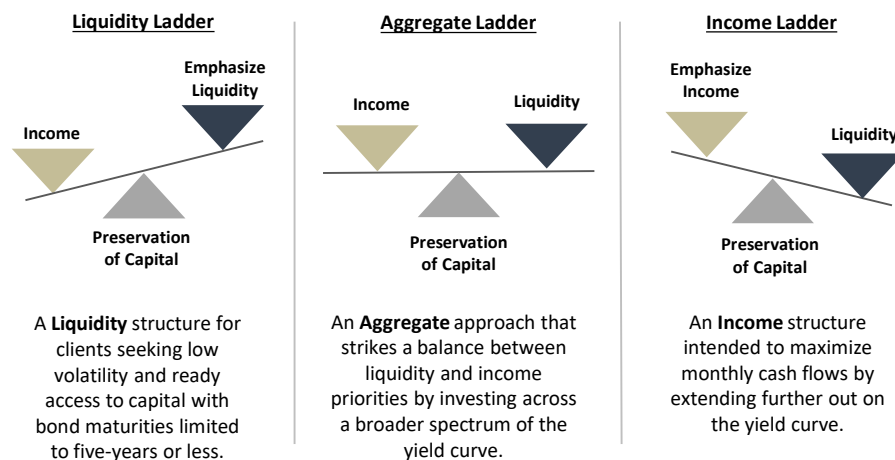 Liquidity Ladder
Emphasize
Liquidity
Income
Preservation
of Capital
A Liquidity structure for
clients seeking low
volatility and ready
access to capital with
bond maturities limited
to five-years or less.
Aggregate Ladder
Income
Liquidity
Preservation
of Capital
An Aggregate approach that
strikes a balance between
liquidity and income
priorities by investing across
a broader spectrum of the
yield curve.
Income Ladder
Emphasize
Income
Liquidity
Preservation
of Capital
An Income structure
intended to maximize
monthly cash flows by
extending further out on
the yield curve.